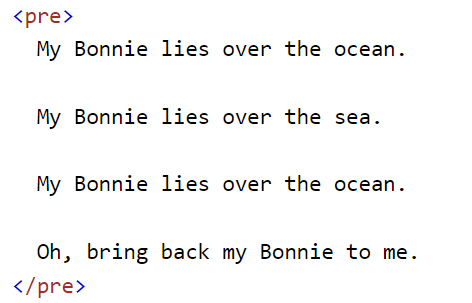 <pre>
My Bonnie lies over the ocean.
My Bonnie lies over the sea.
My Bonnie lies over the ocean.
Oh, bring back my Bonnie to me.
</pre>